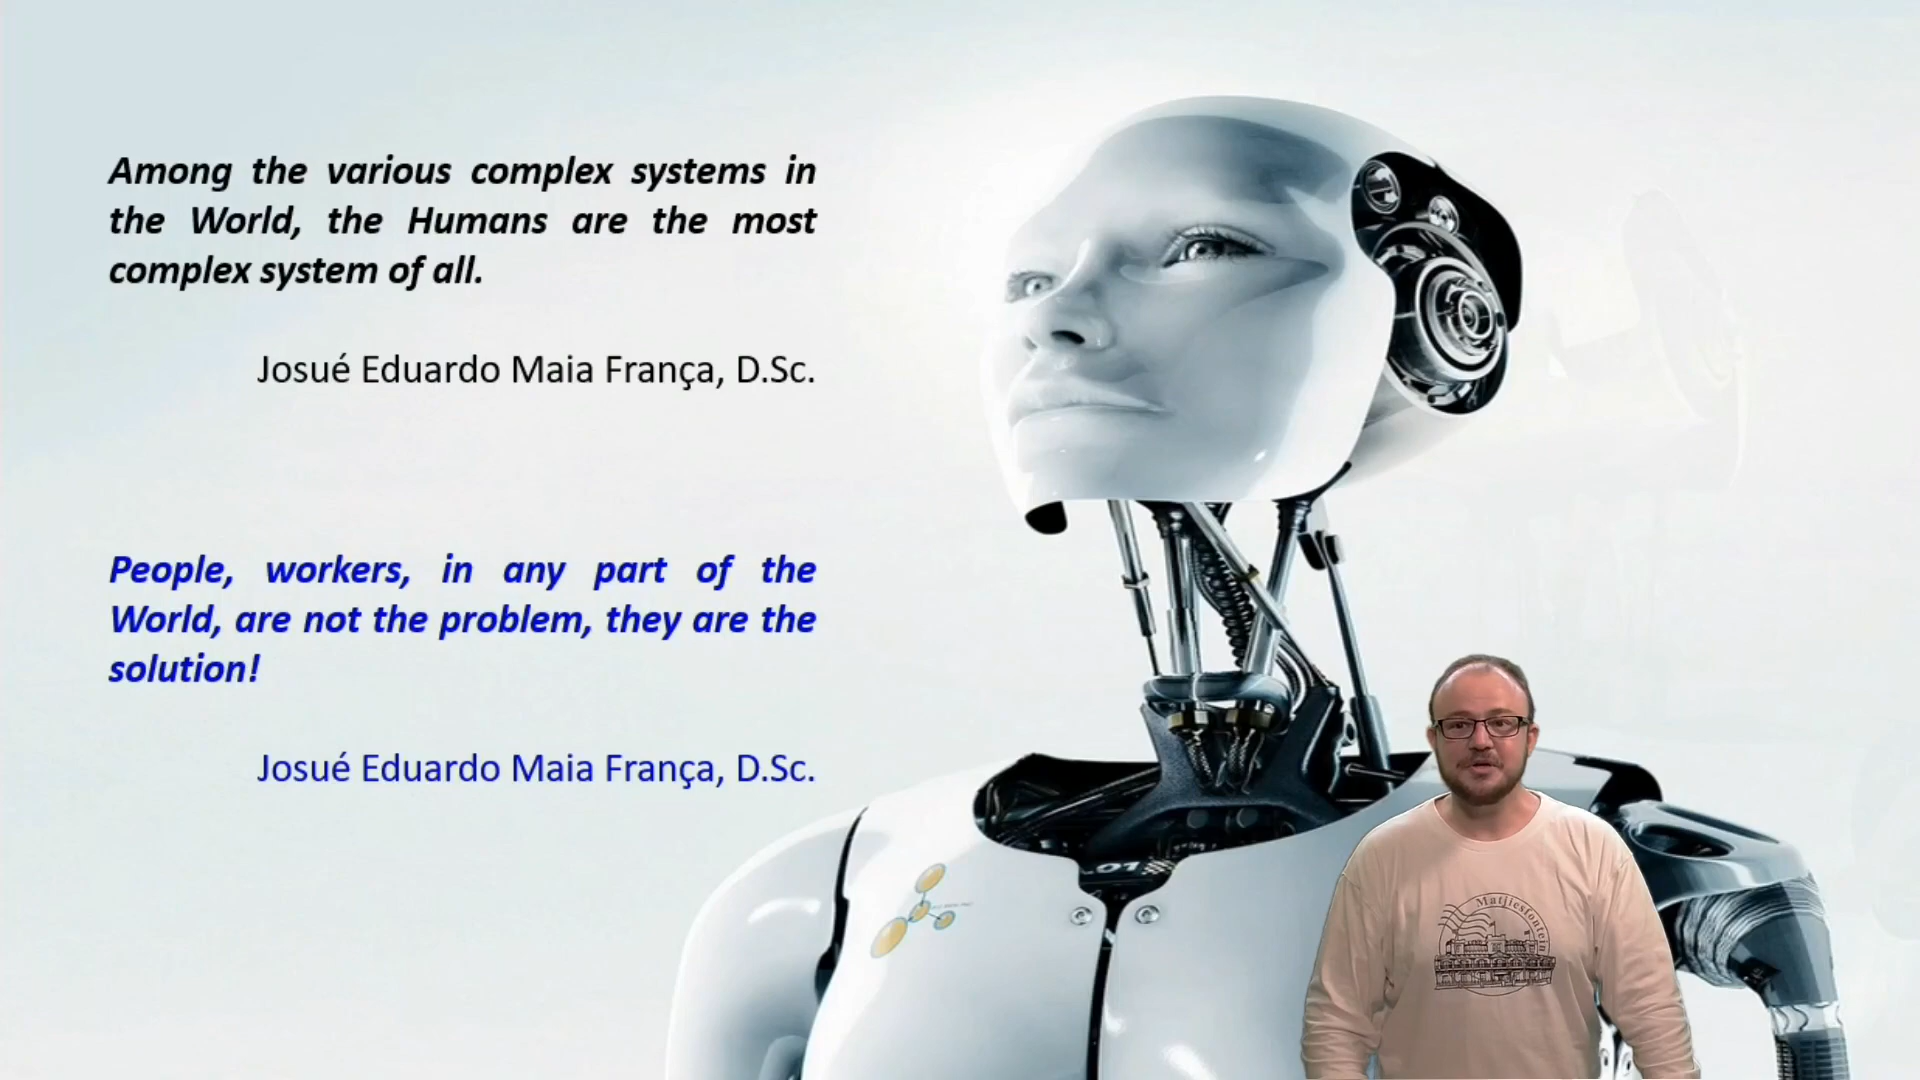 Among the various complex systems in
the World, the Humans are the most
complex system of all.
Josué Eduardo Maia França, D.Sc.
People, workers, in any part of the
World, are not the problem, they are the
solution!
Josué Eduardo Maia França, D.Sc.
Matjiesfontein